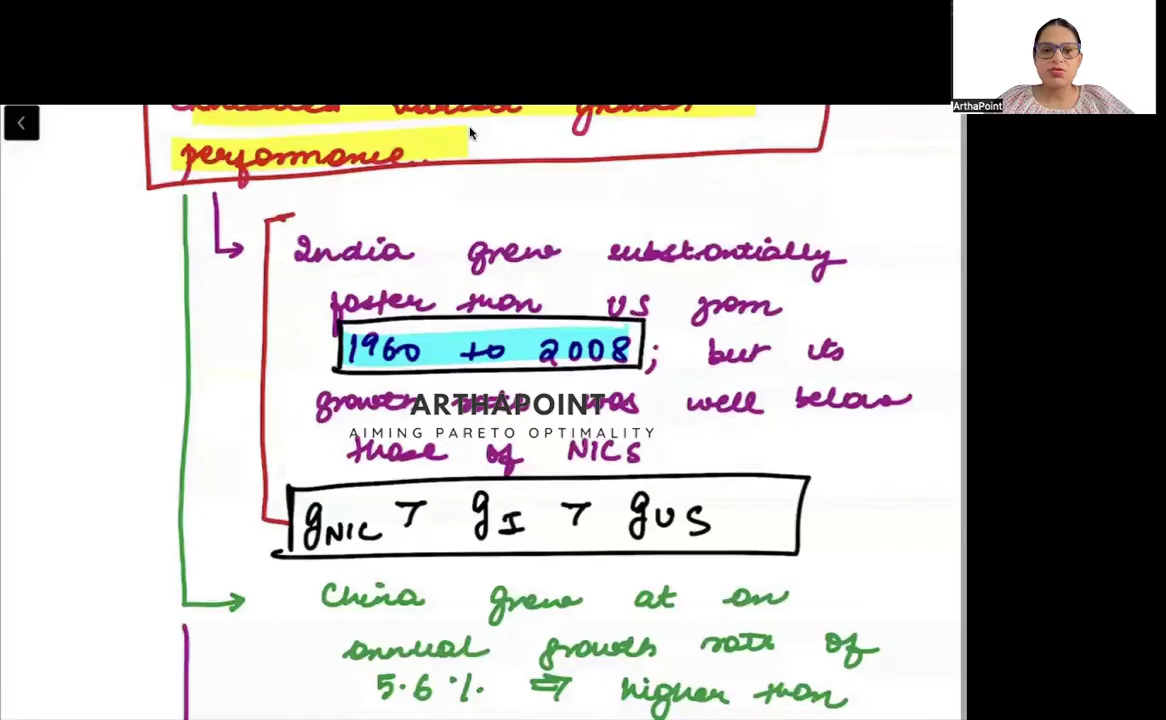 ArthaPoint
performance..
India grew substantially
faster than US from
1960 to 2008; but its
growth was well below
those of NICS
ARTHAPOINT
AIMING PARETO OPTIMALITY
gNIC > gI > gUS
China grew at an
annual growth rate of
5.6% ⇒ higher than